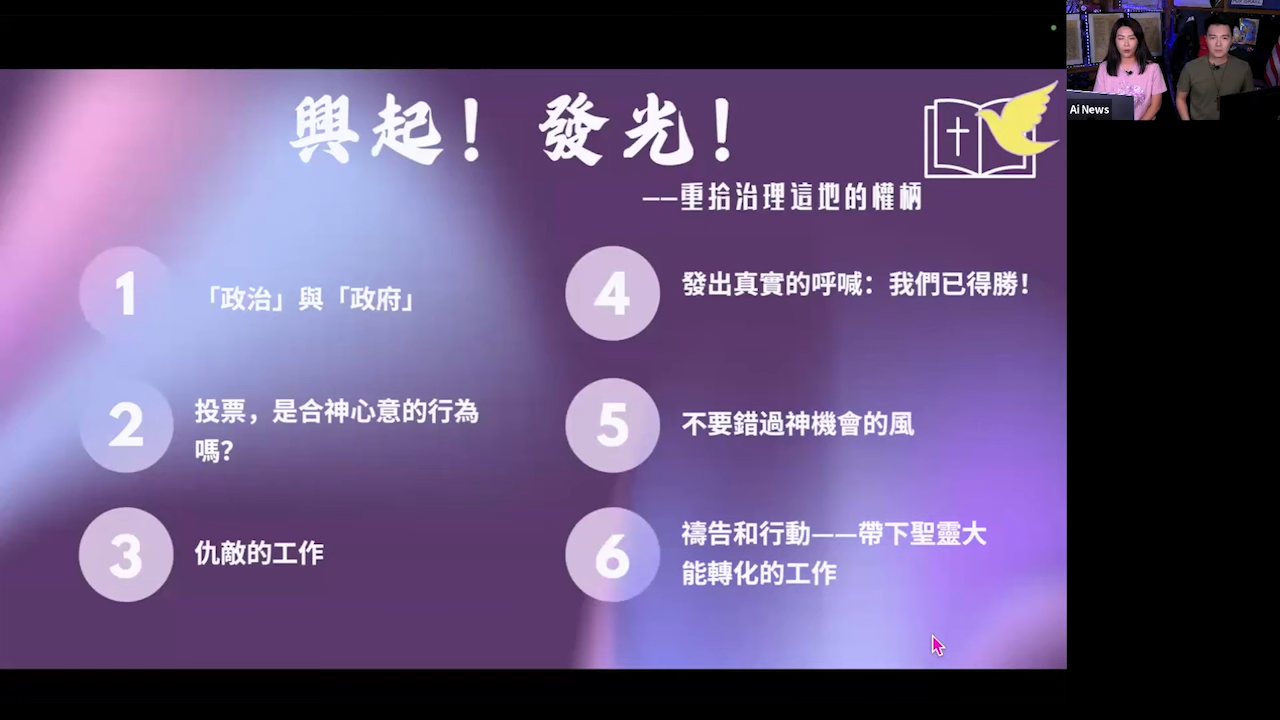 興起！發光！
——重拾治理這地的權柄
1
「政治」與「政府」
2
投票，是合神心意的行為
嗎？
3
仇敵的工作
4
發出真實的呼喊：我們已得勝！
5
不要錯過神機會的風
6
禱告和行動——帶下聖靈大
能轉化的工作
Ai News